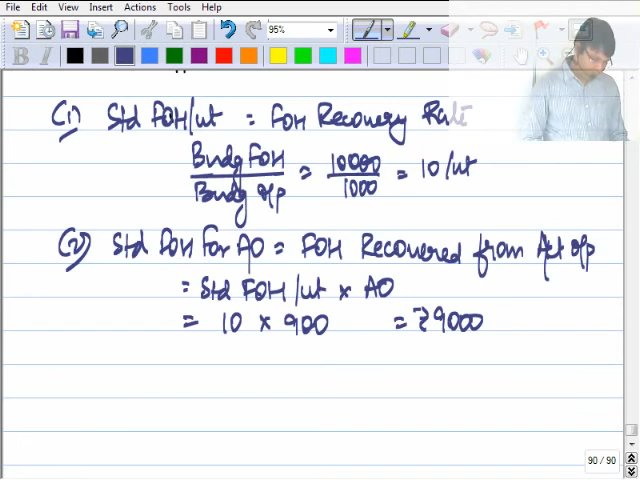 File Edit View Insert Actions Tools Help
95%
(1) Std FOH/ut = FOH Recovery Rate
Budg FOH / Budg o/p = 10000 / 1000 = 10/ut
(2) Std FOH for AO = FOH Recovered from Act o/p
= Std FOH/ut × AO
= 10 × 900 = ₹9000
90 / 90